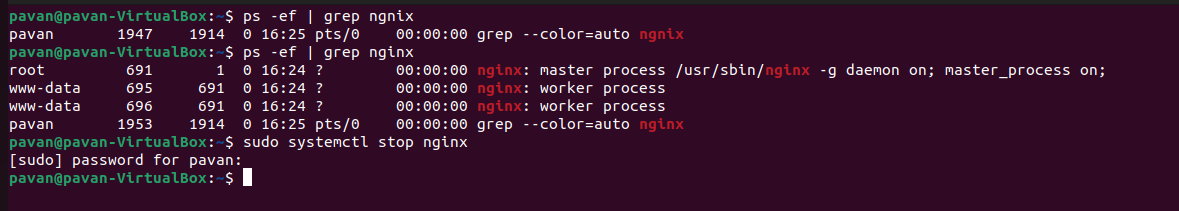 pavan@pavan-VirtualBox:~$ ps -ef | grep ngnix
pavan       1947    1914  0 16:25 pts/0    00:00:00 grep --color=auto ngnix
pavan@pavan-VirtualBox:~$ ps -ef | grep nginx
root         691       1  0 16:24 ?        00:00:00 nginx: master process /usr/sbin/nginx -g daemon on; master_process on;
www-data     695     691  0 16:24 ?        00:00:00 nginx: worker process
www-data     696     691  0 16:24 ?        00:00:00 nginx: worker process
pavan       1953    1914  0 16:25 pts/0    00:00:00 grep --color=auto nginx
pavan@pavan-VirtualBox:~$ sudo systemctl stop nginx
[sudo] password for pavan:
pavan@pavan-VirtualBox:~$